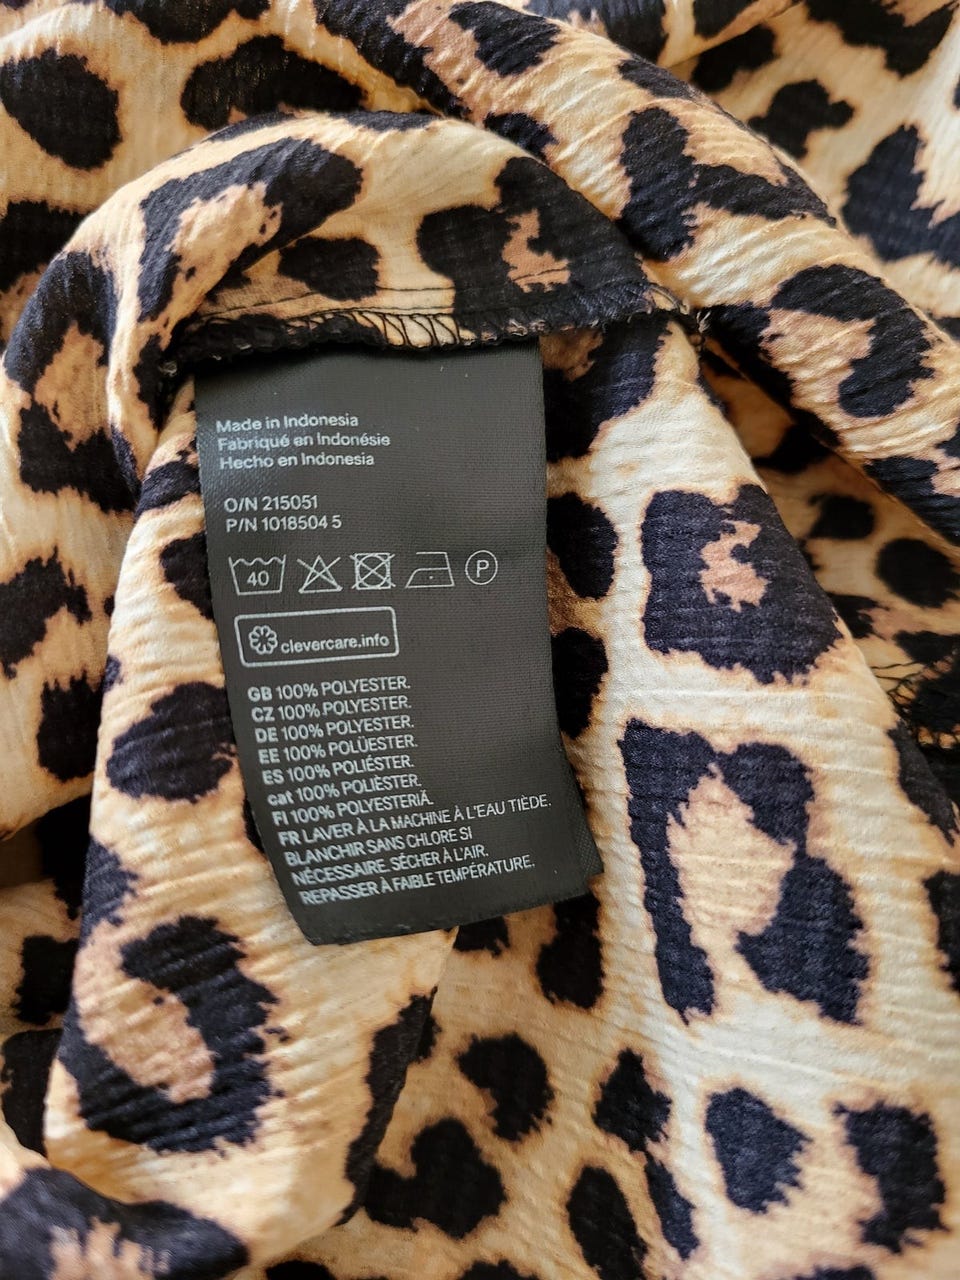 Made in Indonesia
Fabriqué en Indonésie
Hecho en Indonesia
O/N 215051
P/N 1018504 5
40
P
clevercare.info
GB 100% POLYESTER.
CZ 100% POLYESTER.
DE 100% POLYESTER.
EE 100% POLÜESTER.
ES 100% POLIÉSTER.
cat 100% POLIÈSTER.
FI 100% POLYESTERIÄ.
FR LAVER À LA MACHINE À L'EAU TIÈDE.
BLANCHIR SANS CHLORE SI
NÉCESSAIRE. SÉCHER À L'AIR.
REPASSER À FAIBLE TEMPÉRATURE.